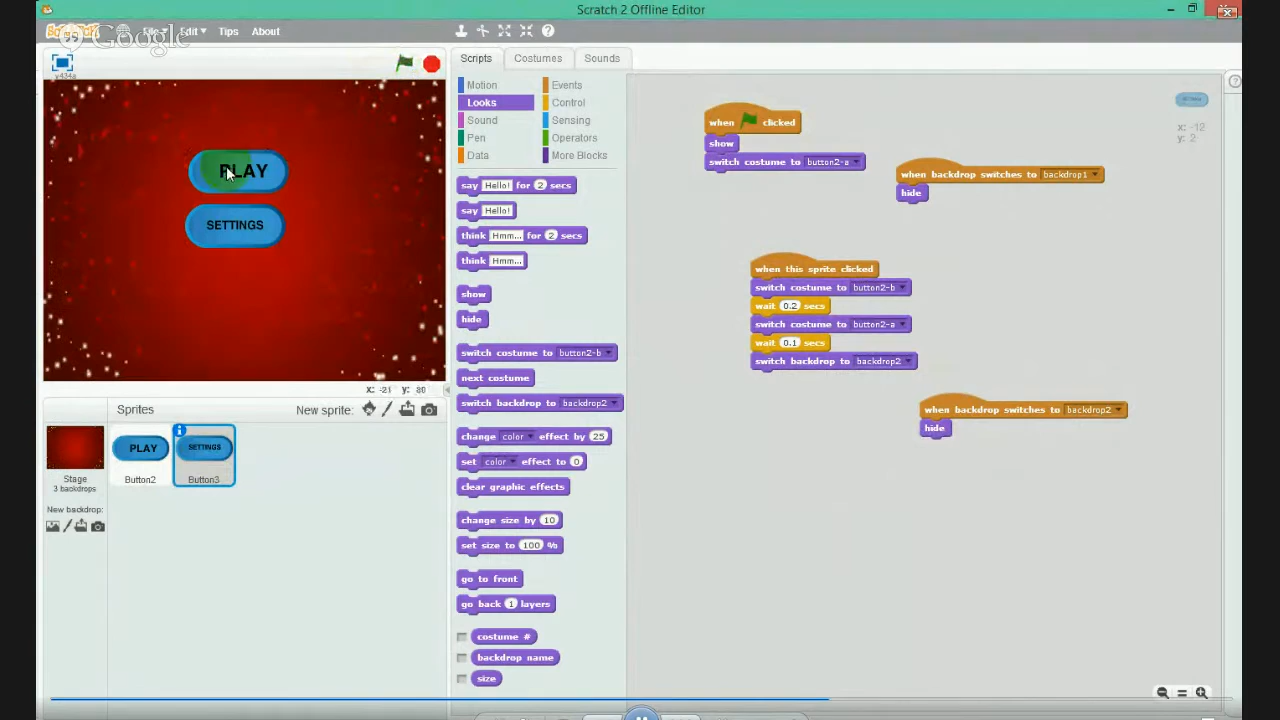 Scratch 2 Offline Editor
Google
File Edit Tips About
Scripts Costumes Sounds
y434a
Motion Events
Looks Control
Sound Sensing
Pen Operators
Data More Blocks
PLAY
SETTINGS
say Hello! for 2 secs
say Hello!
think Hmm... for 2 secs
think Hmm...
show
hide
switch costume to button2-b
next costume
switch backdrop to backdrop2
change color effect by 25
set color effect to 0
clear graphic effects
change size by 10
set size to 100 %
go to front
go back 1 layers
costume #
backdrop name
size
when clicked
show
switch costume to button2-a
when backdrop switches to backdrop1
hide
when this sprite clicked
switch costume to button2-b
wait 0.2 secs
switch costume to button2-a
wait 0.1 secs
switch backdrop to backdrop2
when backdrop switches to backdrop2
hide
SETTINGS
x: -12
y: 2
x: -21 y: 80
Sprites New sprite:
Stage
3 backdrops
New backdrop:
PLAY
Button2
SETTINGS
Button3